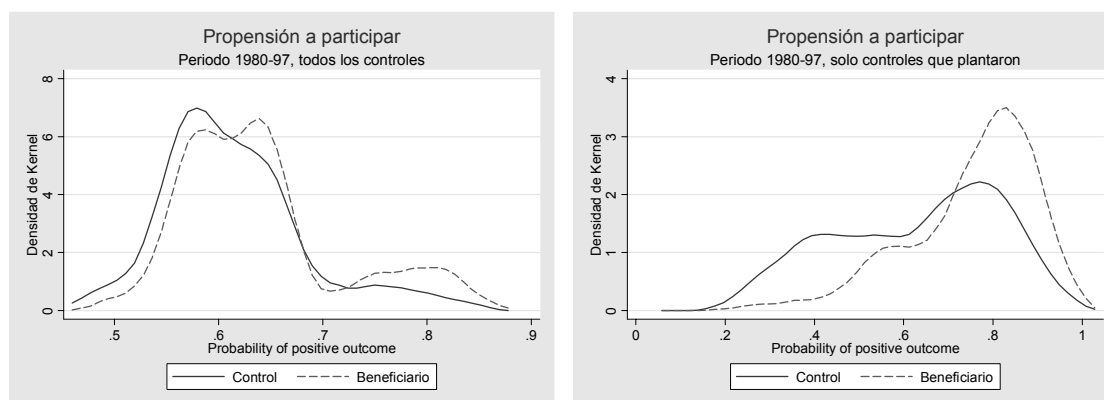 Propensión a participar
Periodo 1980-97, todos los controles
Densidad de Kernel
8
6
4
2
0
.5 .6 .7 .8 .9
Probability of positive outcome
Control Beneficiario
Propensión a participar
Periodo 1980-97, solo controles que plantaron
Densidad de Kernel
4
3
2
1
0
0 .2 .4 .6 .8 1
Probability of positive outcome
Control Beneficiario